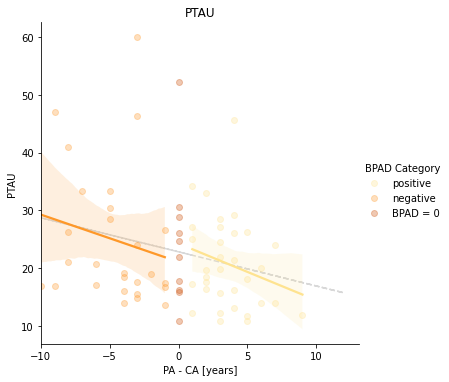 PTAU
60
50
40
30
20
10
PTAU
−10
−5
0
5
10
PA - CA [years]
BPAD Category
positive
negative
BPAD = 0